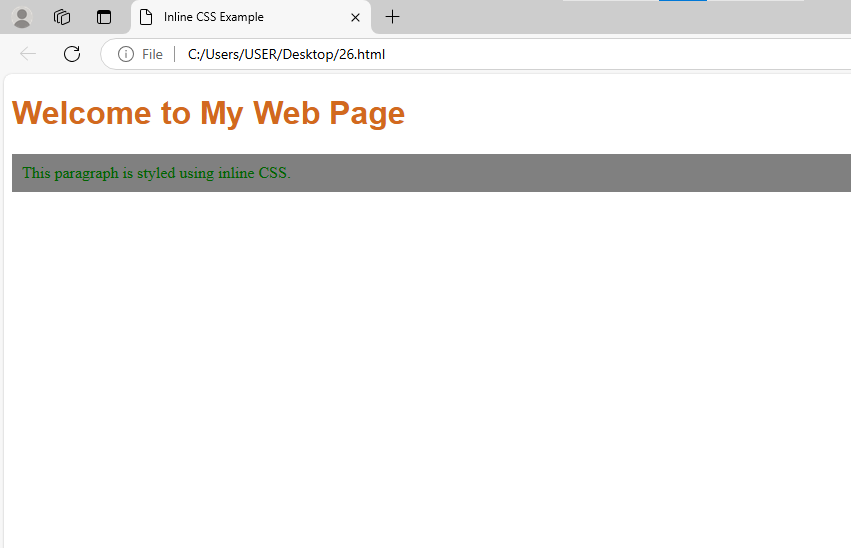 Inline CSS Example
File
C:/Users/USER/Desktop/26.html
Welcome to My Web Page
This paragraph is styled using inline CSS.